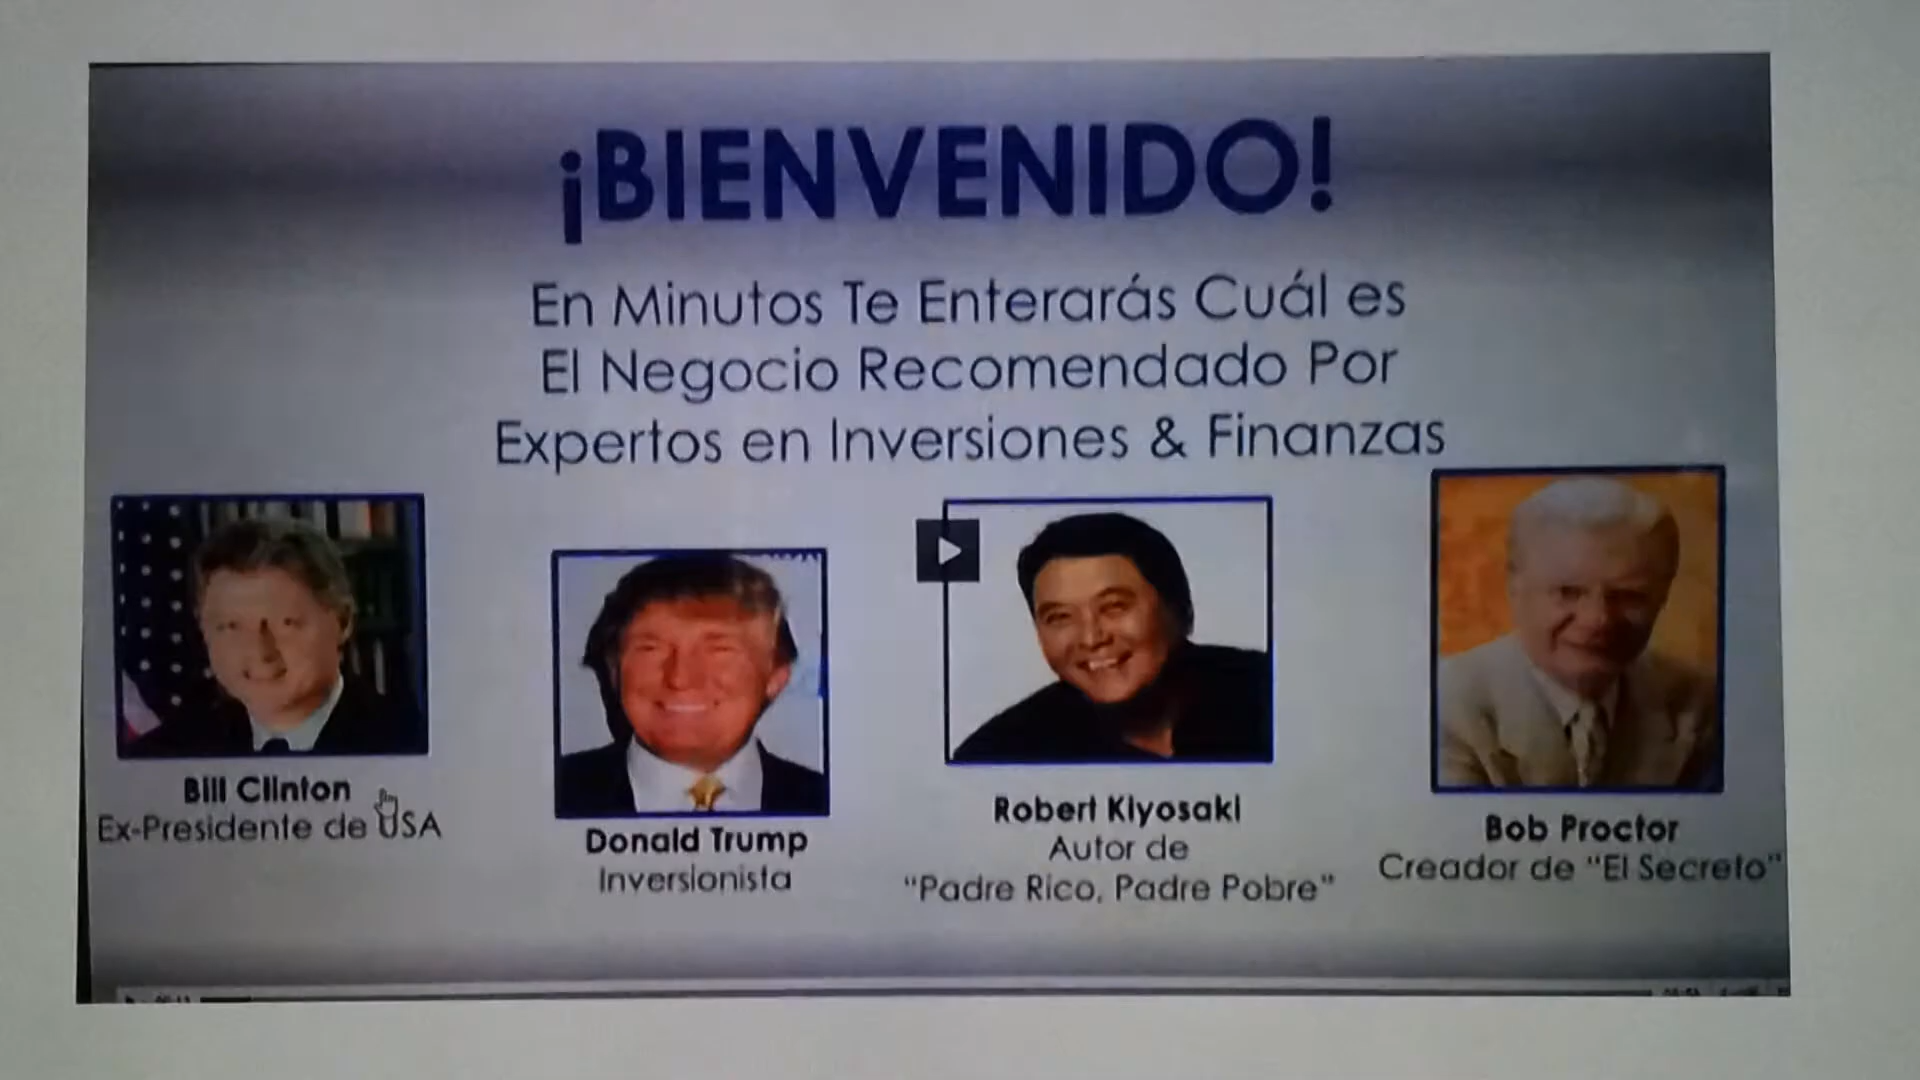 ¡BIENVENIDO!
En Minutos Te Enterarás Cuál es
El Negocio Recomendado Por
Expertos en Inversiones & Finanzas
Bill Clinton
Ex-Presidente de USA
Donald Trump
Inversionista
Robert Kiyosaki
Autor de
"Padre Rico, Padre Pobre"
Bob Proctor
Creador de "El Secreto"